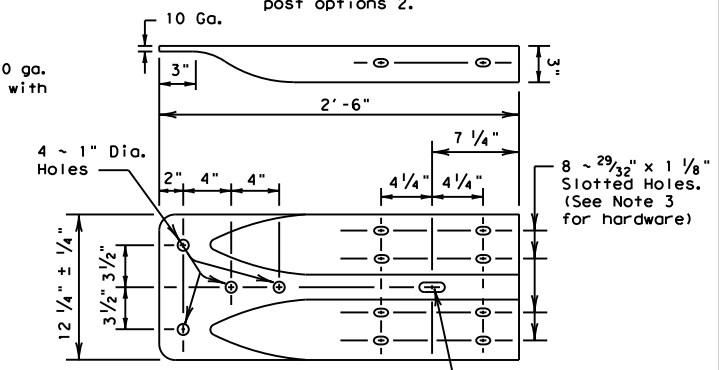 post options 2.
10 Ga.
0 ga.
with
3"
3"
2'-6"
7 1/4"
4 ~ 1" Dia.
Holes
2" 4" 4"
4 1/4" 4 1/4"
8 ~ 29/32" x 1 1/8"
Slotted Holes.
(See Note 3
for hardware)
12 1/4" ± 1/4"
3 1/2" 3 1/2"